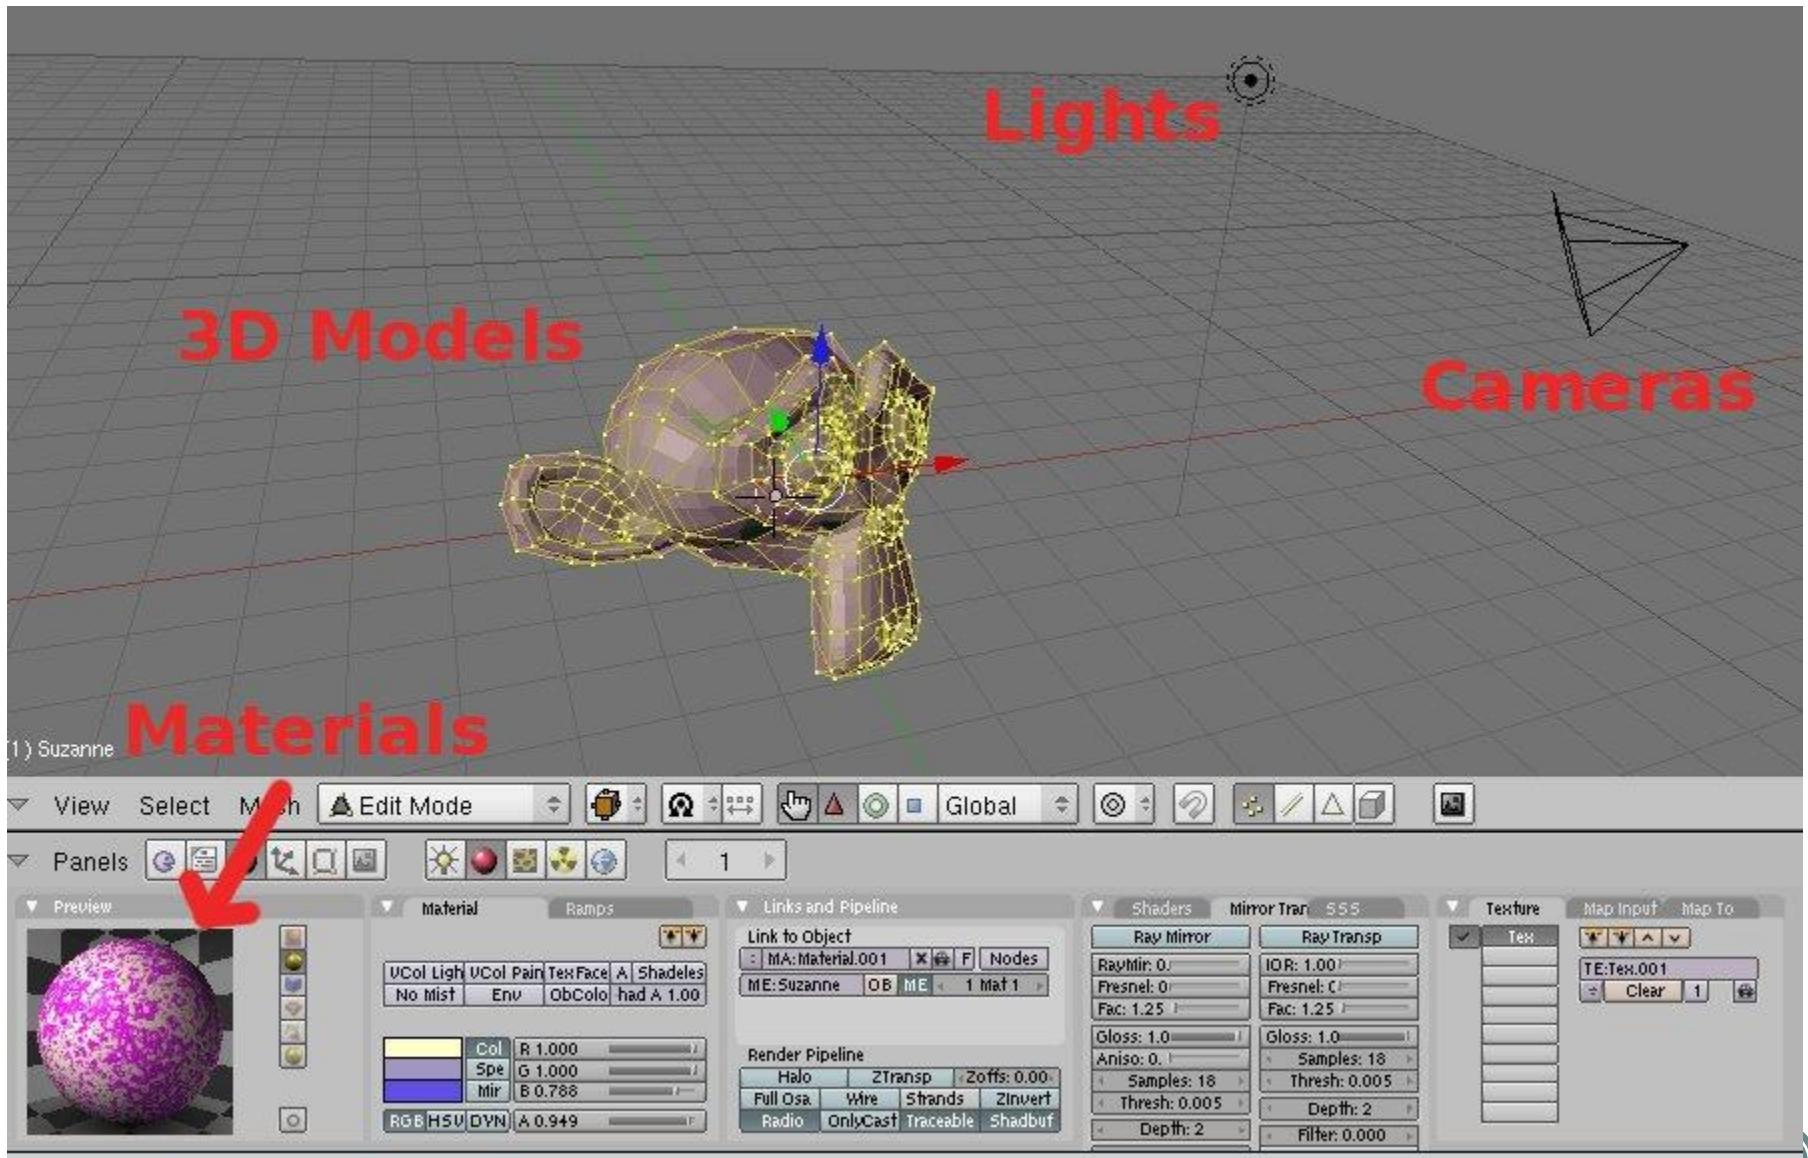 Lights
3D Models
Cameras
Materials
(1) Suzanne
View Select Mesh Edit Mode Global
Panels 1
Preview
Material Ramps
VCol Ligh VCol Pain TexFace A Shadeles
No Mist Env ObColo had A 1.00
Col R 1.000
Spe G 1.000
Mir B 0.788
RGB HSV DYN A 0.949
Links and Pipeline
Link to Object
MA:Material.001 X F Nodes
ME:Suzanne OB ME 1 Mat 1
Render Pipeline
Halo ZTransp Zoffs: 0.00
Full Osa Wire Strands ZInvert
Radio OnlyCast Traceable Shadbuf
Shaders Mirror Tran SSS
Ray Mirror Ray Transp
RayMir: 0. IOR: 1.00
Fresnel: 0 Fresnel: 0
Fac: 1.25 Fac: 1.25
Gloss: 1.0 Gloss: 1.0
Aniso: 0. Samples: 18
Samples: 18 Thresh: 0.005
Thresh: 0.005 Depth: 2
Depth: 2 Filter: 0.000
Texture Map Input Map To
Tex
TE:Tex.001
Clear 1